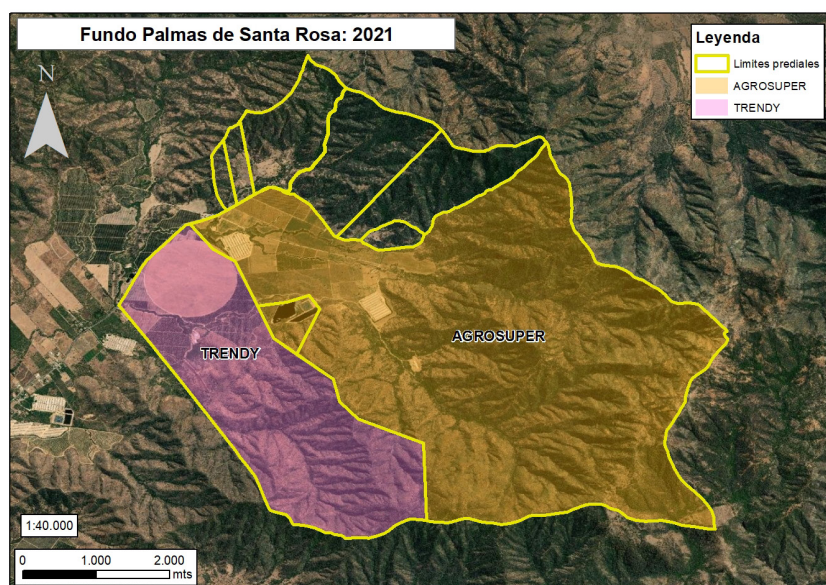 Fundo Palmas de Santa Rosa: 2021
Leyenda
Limites prediales
AGROSUPER
TRENDY
N
AGROSUPER
TRENDY
1:40.000
0 1.000 2.000
mts